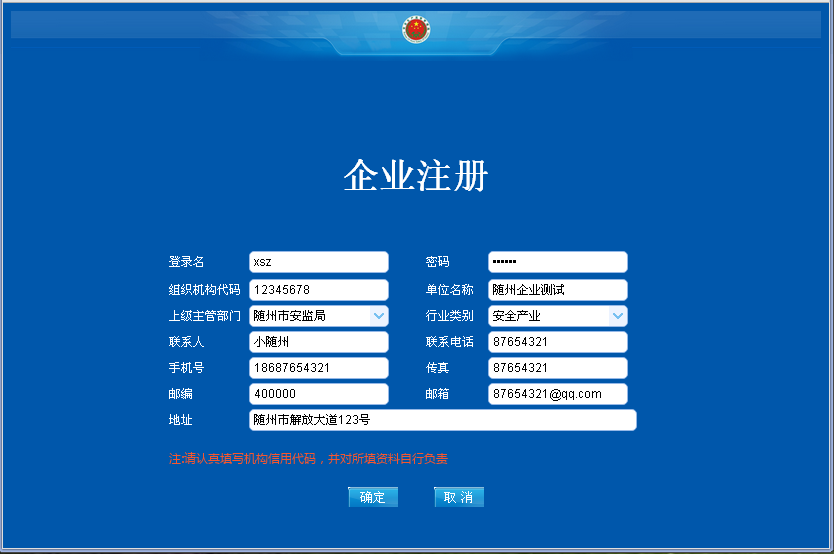 企业注册
登录名 xsz 密码 ••••••
组织机构代码 12345678 单位名称 随州企业测试
上级主管部门 随州市安监局 行业类别 安全产业
联系人 小随州 联系电话 87654321
手机号 18687654321 传真 87654321
邮编 400000 邮箱 87654321@qq.com
地址 随州市解放大道123号
注:请认真填写机构信用代码，并对所填资料自行负责
确定 取消